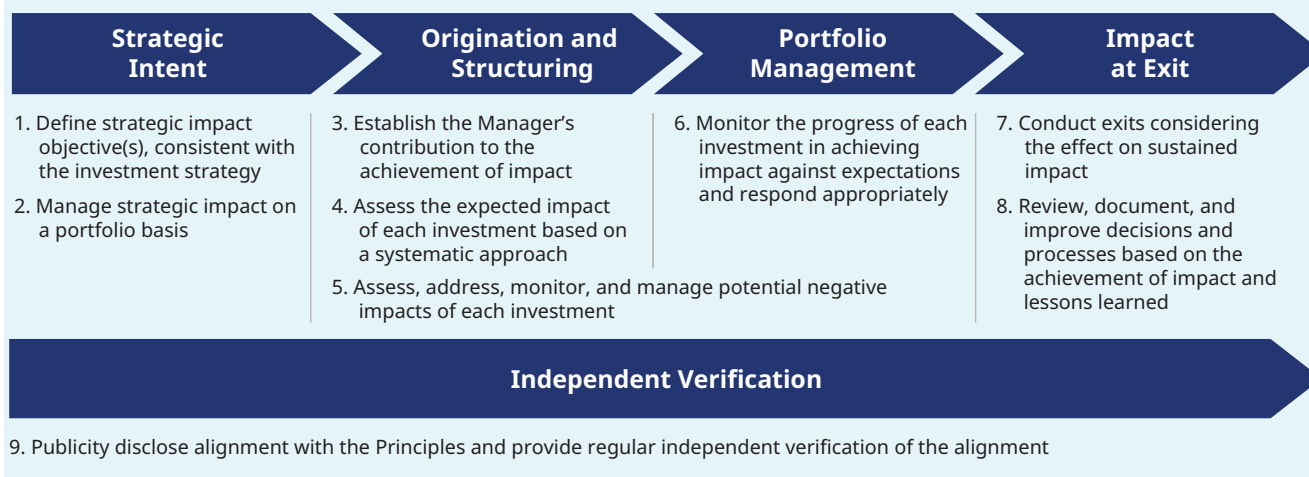 Strategic
Intent
Origination and
Structuring
Portfolio
Management
Impact
at Exit
1. Define strategic impact
objective(s), consistent with
the investment strategy
2. Manage strategic impact on
a portfolio basis
3. Establish the Manager’s
contribution to the
achievement of impact
4. Assess the expected impact
of each investment based on
a systematic approach
5. Assess, address, monitor, and manage potential negative
impacts of each investment
6. Monitor the progress of each
investment in achieving
impact against expectations
and respond appropriately
7. Conduct exits considering
the effect on sustained
impact
8. Review, document, and
improve decisions and
processes based on the
achievement of impact and
lessons learned
Independent Verification
9. Publicity disclose alignment with the Principles and provide regular independent verification of the alignment